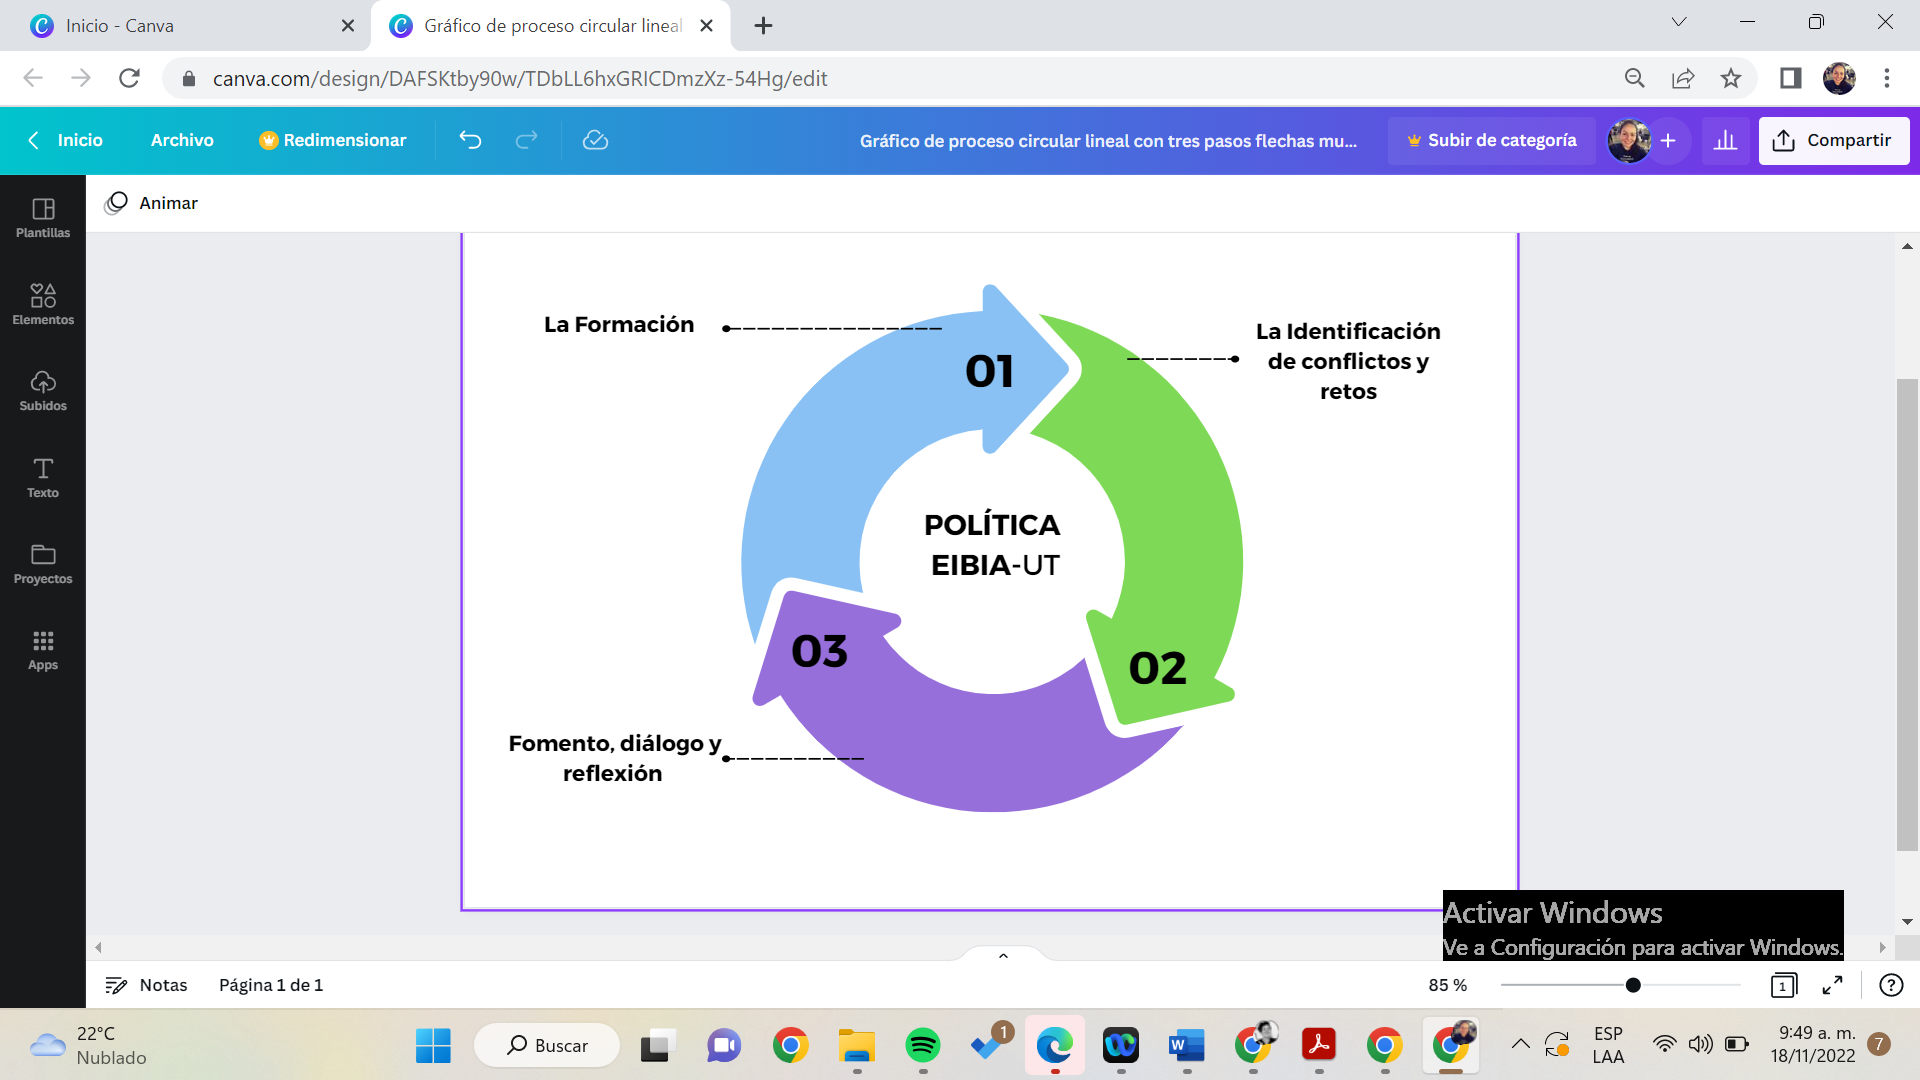 Inicio - Canva
Gráfico de proceso circular lineal
canva.com/design/DAFSKtby90w/TDbLL6hxGRICDmzXz-54Hg/edit
Inicio
Archivo
Redimensionar
Gráfico de proceso circular lineal con tres pasos flechas mu...
Subir de categoría
Compartir
Plantillas
Elementos
Subidos
Texto
Proyectos
Apps
Animar
La Formación
01
La Identificación
de conflictos y
retos
POLÍTICA
EIBIA-UT
03
02
Fomento, diálogo y
reflexión
Activar Windows
Ve a Configuración para activar Windows.
Notas
Página 1 de 1
85 %
1
22°C
Nublado
Buscar
1
ESP
LAA
9:49 a. m.
18/11/2022
7